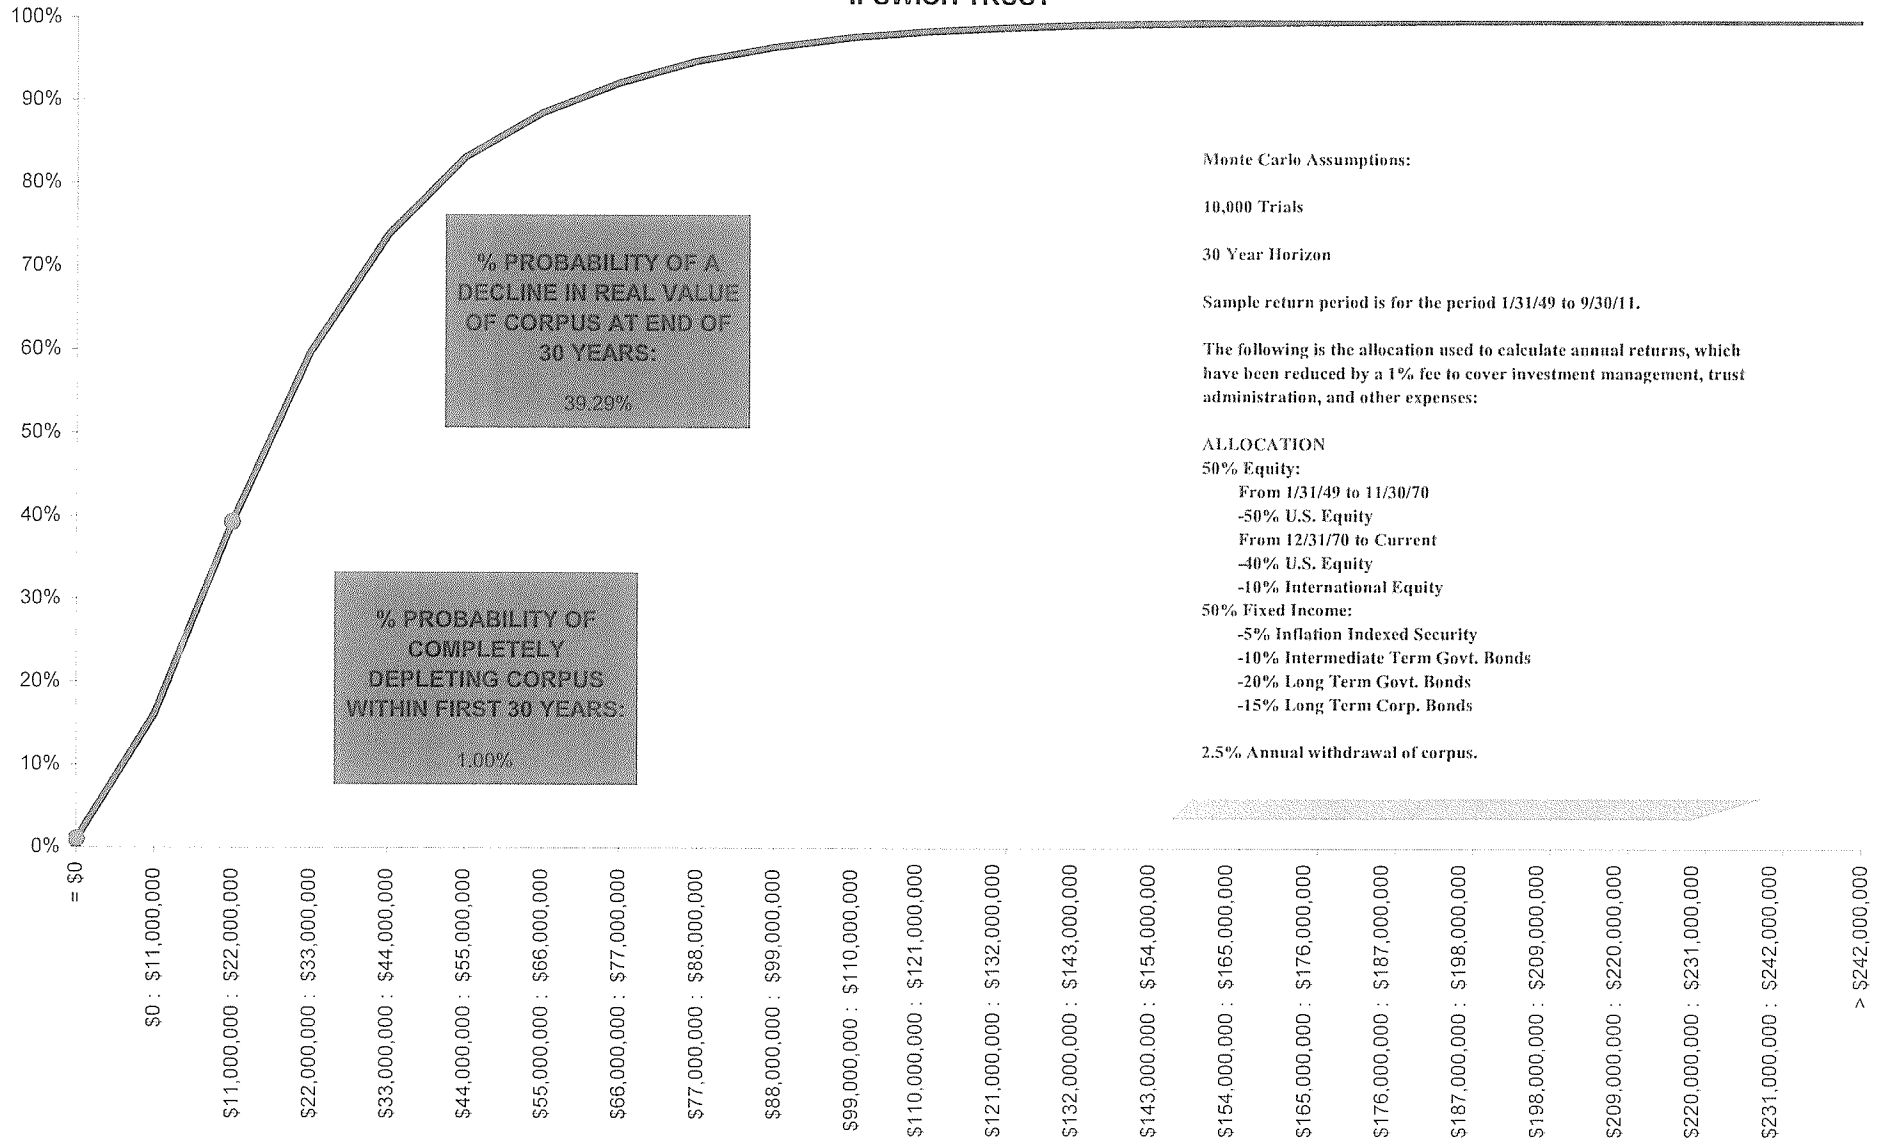 100%
90%
80%
70%
60%
50%
40%
30%
20%
10%
0%
% PROBABILITY OF A
DECLINE IN REAL VALUE
OF CORPUS AT END OF
30 YEARS:
39.29%
% PROBABILITY OF
COMPLETELY
DEPLETING CORPUS
WITHIN FIRST 30 YEARS:
1.00%
Monte Carlo Assumptions:
10,000 Trials
30 Year Horizon
Sample return period is for the period 1/31/49 to 9/30/11.
The following is the allocation used to calculate annual returns, which
have been reduced by a 1% fee to cover investment management, trust
administration, and other expenses:
ALLOCATION
50% Equity:
From 1/31/49 to 11/30/70
-50% U.S. Equity
From 12/31/70 to Current
-40% U.S. Equity
-10% International Equity
50% Fixed Income:
-5% Inflation Indexed Security
-10% Intermediate Term Govt. Bonds
-20% Long Term Govt. Bonds
-15% Long Term Corp. Bonds
2.5% Annual withdrawal of corpus.
= $0
$0 : $11,000,000
$11,000,000 : $22,000,000
$22,000,000 : $33,000,000
$33,000,000 : $44,000,000
$44,000,000 : $55,000,000
$55,000,000 : $66,000,000
$66,000,000 : $77,000,000
$77,000,000 : $88,000,000
$88,000,000 : $99,000,000
$99,000,000 : $110,000,000
$110,000,000 : $121,000,000
$121,000,000 : $132,000,000
$132,000,000 : $143,000,000
$143,000,000 : $154,000,000
$154,000,000 : $165,000,000
$165,000,000 : $176,000,000
$176,000,000 : $187,000,000
$187,000,000 : $198,000,000
$198,000,000 : $209,000,000
$209,000,000 : $220,000,000
$220,000,000 : $231,000,000
$231,000,000 : $242,000,000
> $242,000,000